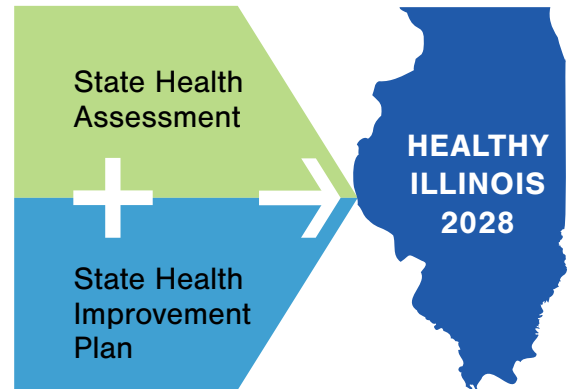 State Health
Assessment
State Health
Improvement
Plan
HEALTHY
ILLINOIS
2028